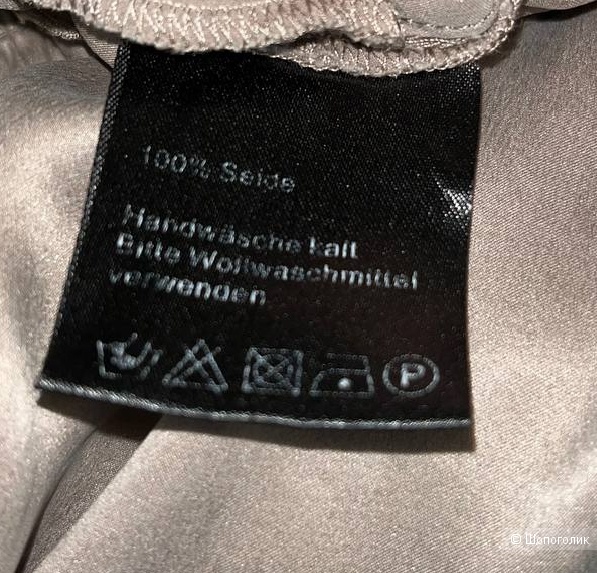 100% Seide
Handwäsche kalt
Bitte Wollwaschmittel
verwenden
P
© Шопоголик